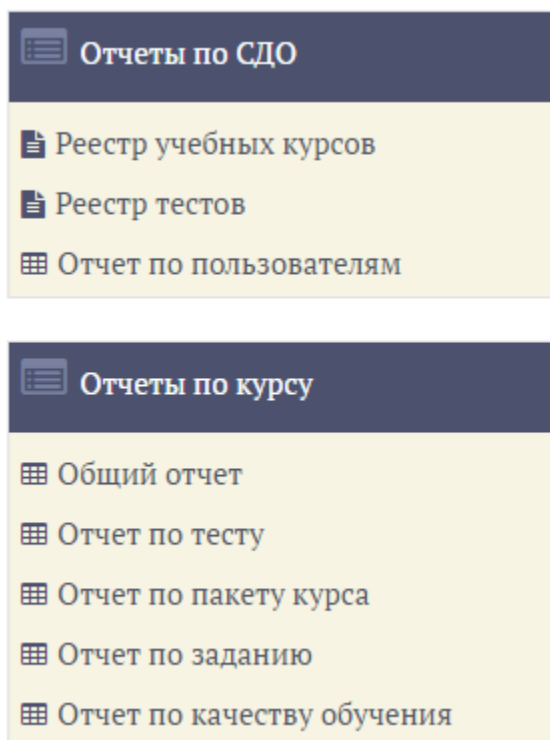 Отчеты по СДО
Реестр учебных курсов
Реестр тестов
Отчет по пользователям
Отчеты по курсу
Общий отчет
Отчет по тесту
Отчет по пакету курса
Отчет по заданию
Отчет по качеству обучения